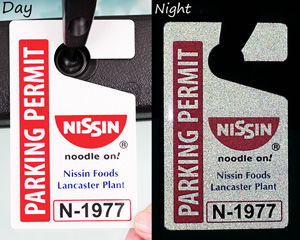 Day
PARKING PERMIT
NISSIN
®
noodle on!
Nissin Foods
Lancaster Plant
N-1977
Night
PARKING PERMIT
NISSIN
®
noodle on!
Nissin Foods
Lancaster Plant
N-1977